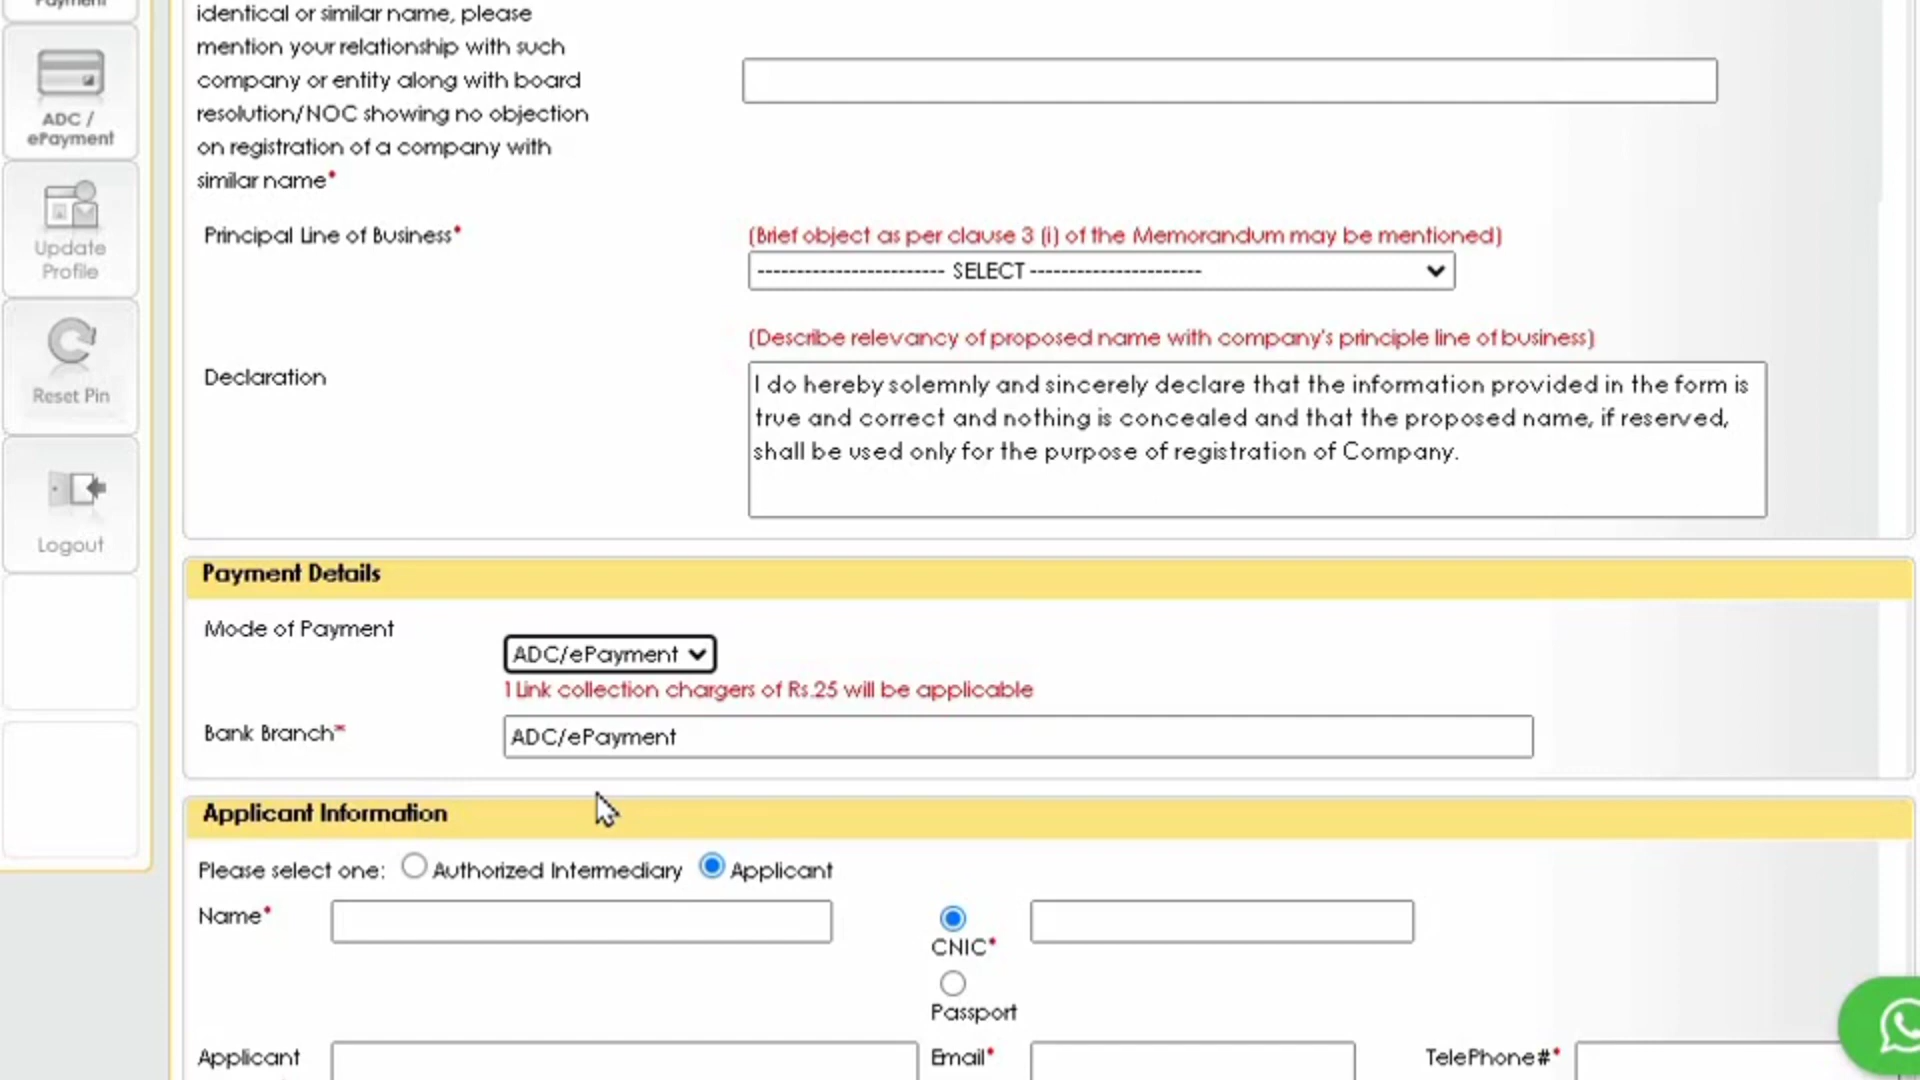 Payment
ADC /
ePayment
Update
Profile
Reset Pin
Logout
identical or similar name, please
mention your relationship with such
company or entity along with board
resolution/NOC showing no objection
on registration of a company with
similar name*
Principal Line of Business*
(Brief object as per clause 3 (i) of the Memorandum may be mentioned)
------------------------ SELECT ----------------------
(Describe relevancy of proposed name with company's principle line of business)
Declaration
I do hereby solemnly and sincerely declare that the information provided in the form is
true and correct and nothing is concealed and that the proposed name, if reserved,
shall be used only for the purpose of registration of Company.
Payment Details
Mode of Payment
ADC/ePayment
1Link collection chargers of Rs.25 will be applicable
Bank Branch*
ADC/ePayment
Applicant Information
Please select one: Authorized Intermediary Applicant
Name*
CNIC*
Passport
Applicant
Email*
TelePhone#*